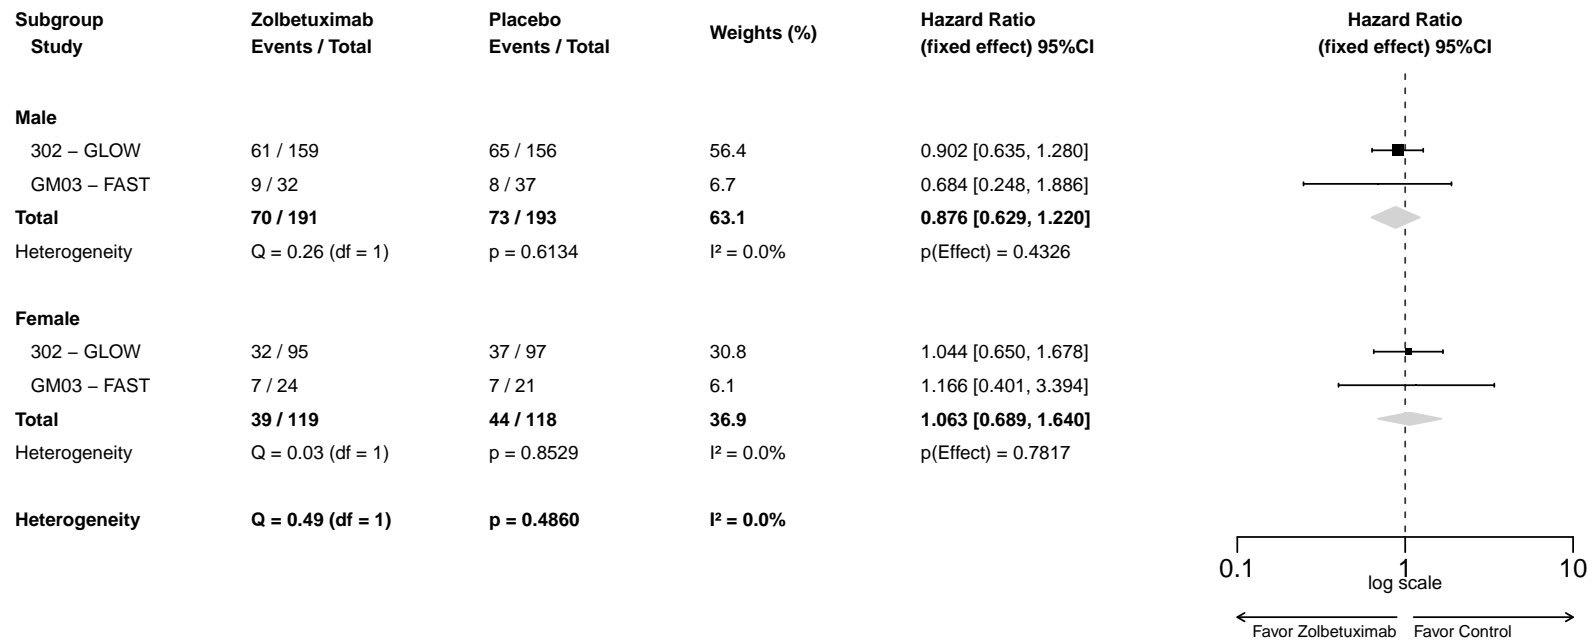 Subgroup Zolbetuximab Placebo Weights (%) Hazard Ratio Hazard Ratio
Study Events / Total Events / Total (fixed effect) 95%CI (fixed effect) 95%CI
Male
302 – GLOW 61 / 159 65 / 156 56.4 0.902 [0.635, 1.280]
GM03 – FAST 9 / 32 8 / 37 6.7 0.684 [0.248, 1.886]
Total 70 / 191 73 / 193 63.1 0.876 [0.629, 1.220]
Heterogeneity Q = 0.26 (df = 1) p = 0.6134 I² = 0.0% p(Effect) = 0.4326
Female
302 – GLOW 32 / 95 37 / 97 30.8 1.044 [0.650, 1.678]
GM03 – FAST 7 / 24 7 / 21 6.1 1.166 [0.401, 3.394]
Total 39 / 119 44 / 118 36.9 1.063 [0.689, 1.640]
Heterogeneity Q = 0.03 (df = 1) p = 0.8529 I² = 0.0% p(Effect) = 0.7817
Heterogeneity Q = 0.49 (df = 1) p = 0.4860 I² = 0.0%
0.1 1 10
log scale
Favor Zolbetuximab Favor Control